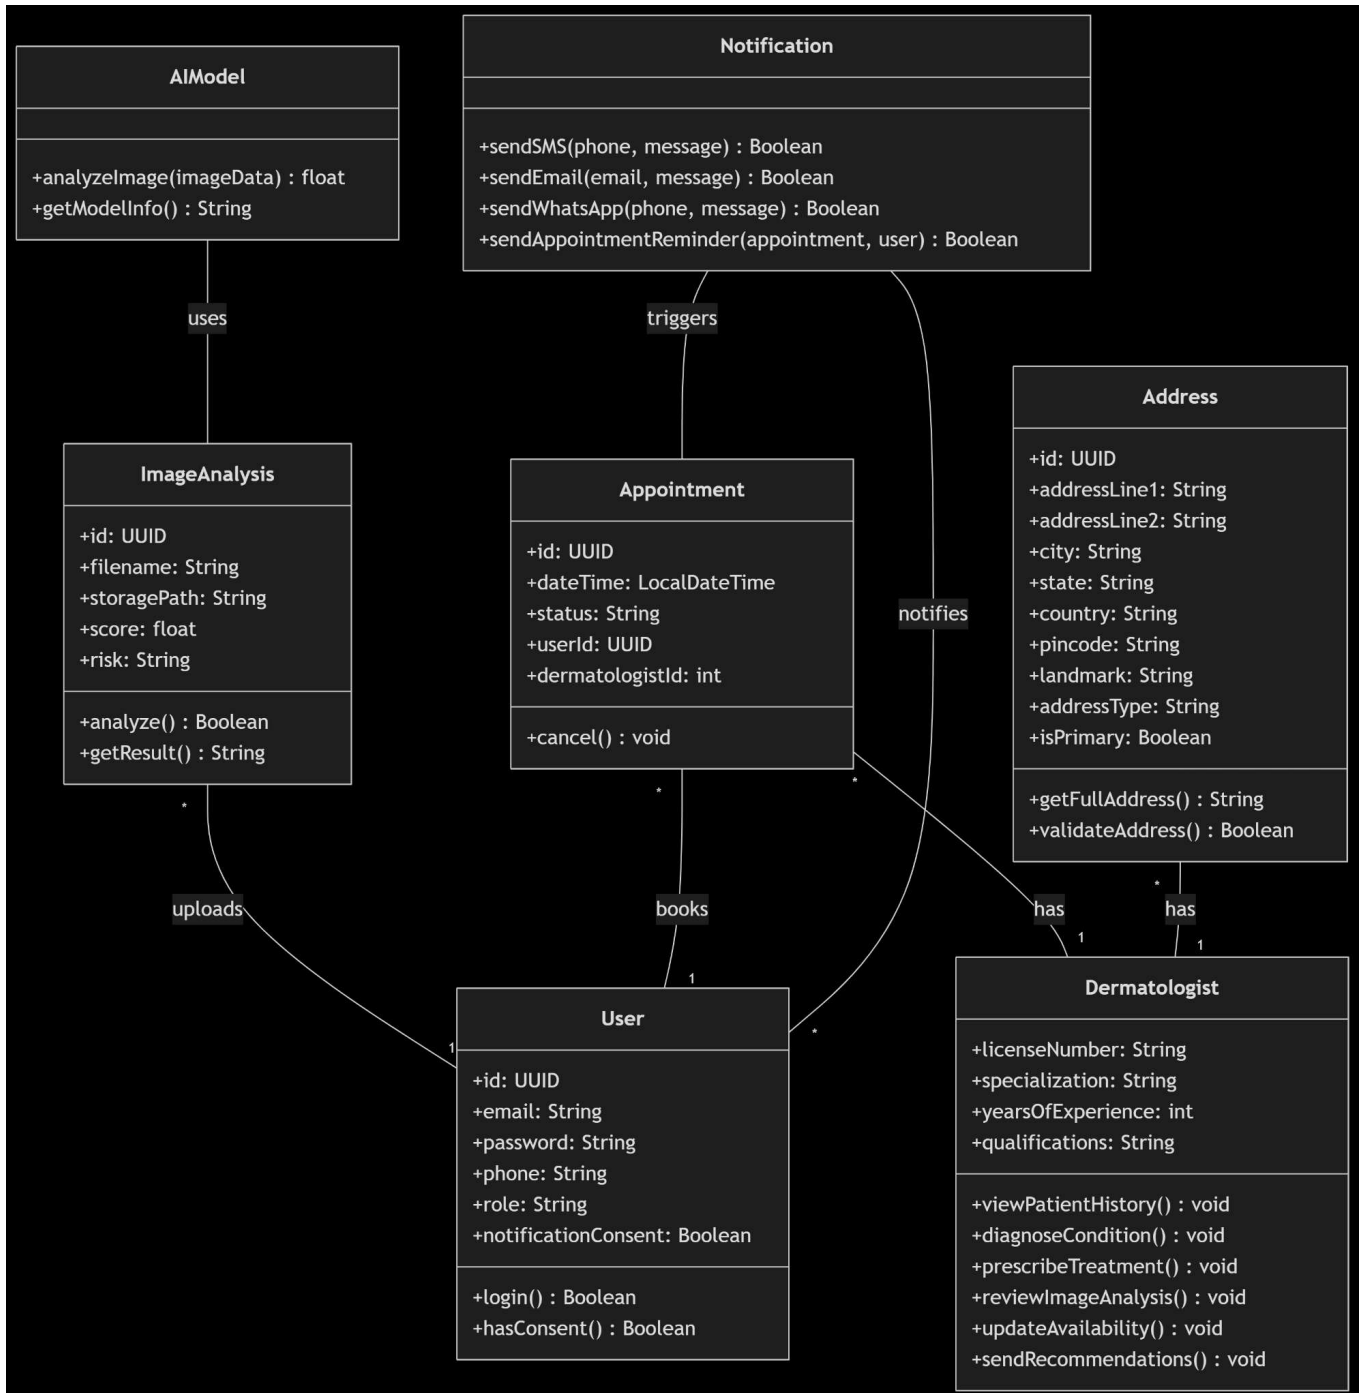 AIModel
+analyzeImage(imageData) : float
+getModelInfo() : String
Notification
+sendSMS(phone, message) : Boolean
+sendEmail(email, message) : Boolean
+sendWhatsApp(phone, message) : Boolean
+sendAppointmentReminder(appointment, user) : Boolean
uses
triggers
notifies
ImageAnalysis
+id: UUID
+filename: String
+storagePath: String
+score: float
+risk: String
+analyze() : Boolean
+getResult() : String
Appointment
+id: UUID
+dateTime: LocalDateTime
+status: String
+userId: UUID
+dermatologistId: int
+cancel() : void
Address
+id: UUID
+addressLine1: String
+addressLine2: String
+city: String
+state: String
+country: String
+pincode: String
+landmark: String
+addressType: String
+isPrimary: Boolean
+getFullAddress() : String
+validateAddress() : Boolean
*
uploads
1
*
books
1
*
has
1
*
has
1
*
User
+id: UUID
+email: String
+password: String
+phone: String
+role: String
+notificationConsent: Boolean
+login() : Boolean
+hasConsent() : Boolean
Dermatologist
+licenseNumber: String
+specialization: String
+yearsOfExperience: int
+qualifications: String
+viewPatientHistory() : void
+diagnoseCondition() : void
+prescribeTreatment() : void
+reviewImageAnalysis() : void
+updateAvailability() : void
+sendRecommendations() : void